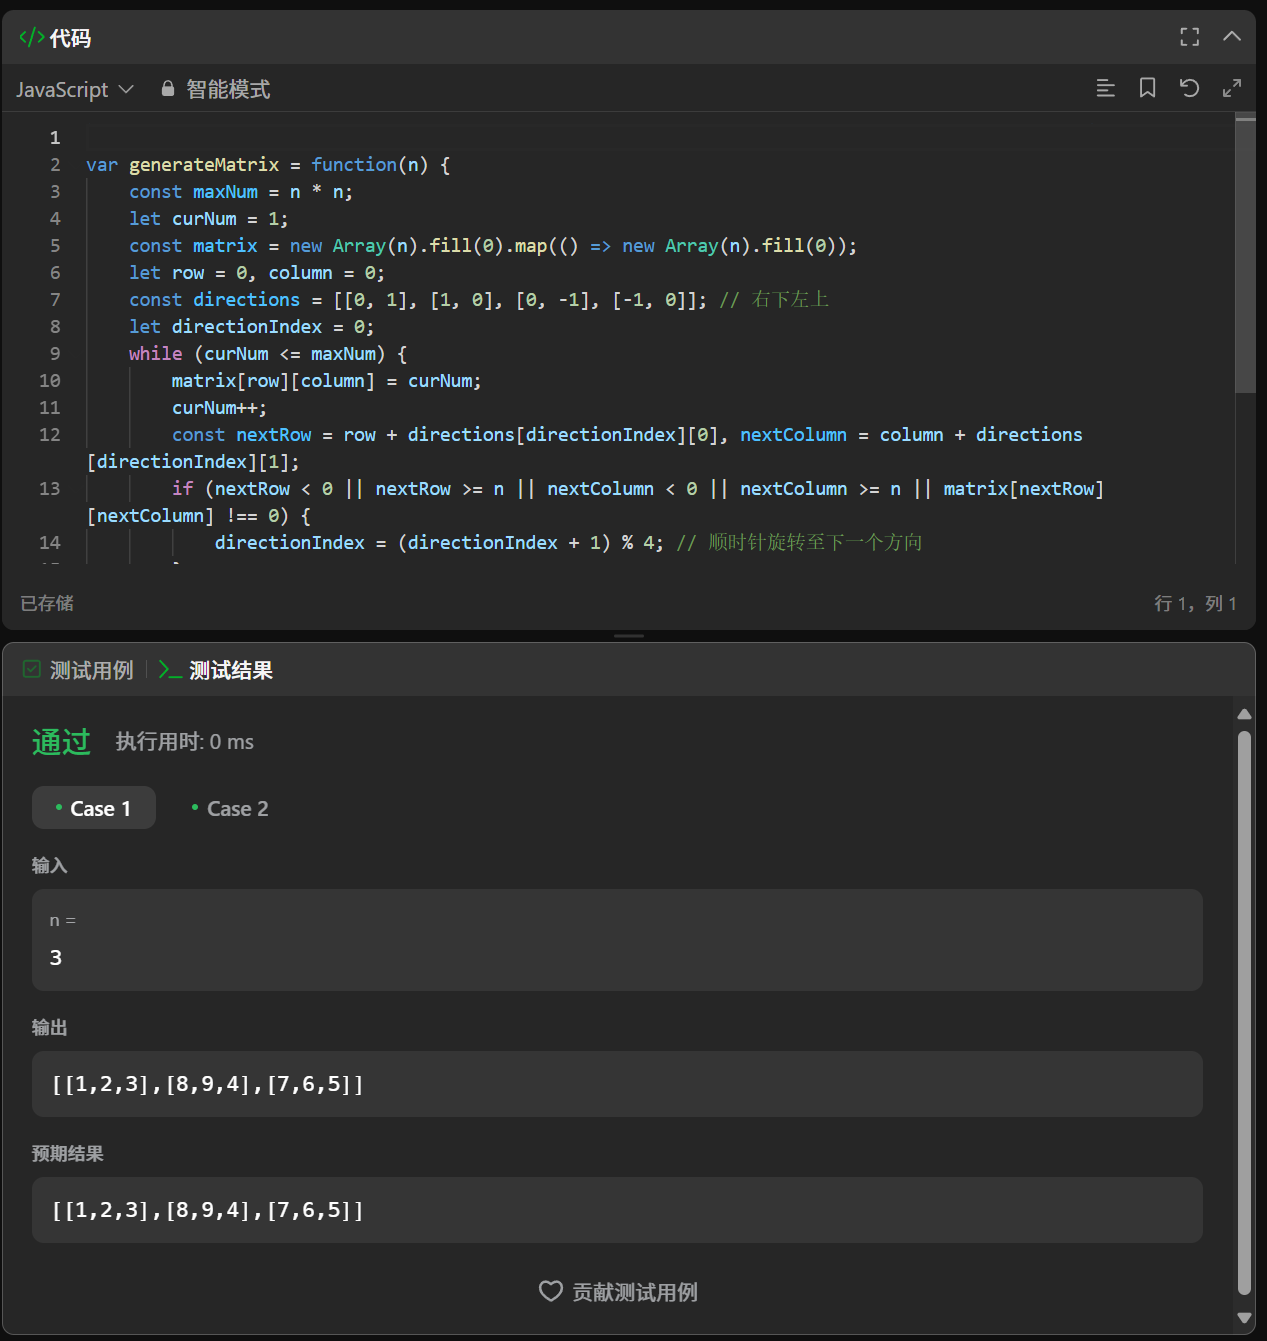 代码
JavaScript 智能模式
1
2 var generateMatrix = function(n) {
3 const maxNum = n * n;
4 let curNum = 1;
5 const matrix = new Array(n).fill(0).map(() => new Array(n).fill(0));
6 let row = 0, column = 0;
7 const directions = [[0, 1], [1, 0], [0, -1], [-1, 0]]; // 右下左上
8 let directionIndex = 0;
9 while (curNum <= maxNum) {
10 matrix[row][column] = curNum;
11 curNum++;
12 const nextRow = row + directions[directionIndex][0], nextColumn = column + directions
[directionIndex][1];
13 if (nextRow < 0 || nextRow >= n || nextColumn < 0 || nextColumn >= n || matrix[nextRow]
[nextColumn] !== 0) {
14 directionIndex = (directionIndex + 1) % 4; // 顺时针旋转至下一个方向
已存储 行 1，列 1
测试用例 测试结果
通过 执行用时: 0 ms
Case 1 Case 2
输入
n =
3
输出
[[1,2,3],[8,9,4],[7,6,5]]
预期结果
[[1,2,3],[8,9,4],[7,6,5]]
贡献测试用例